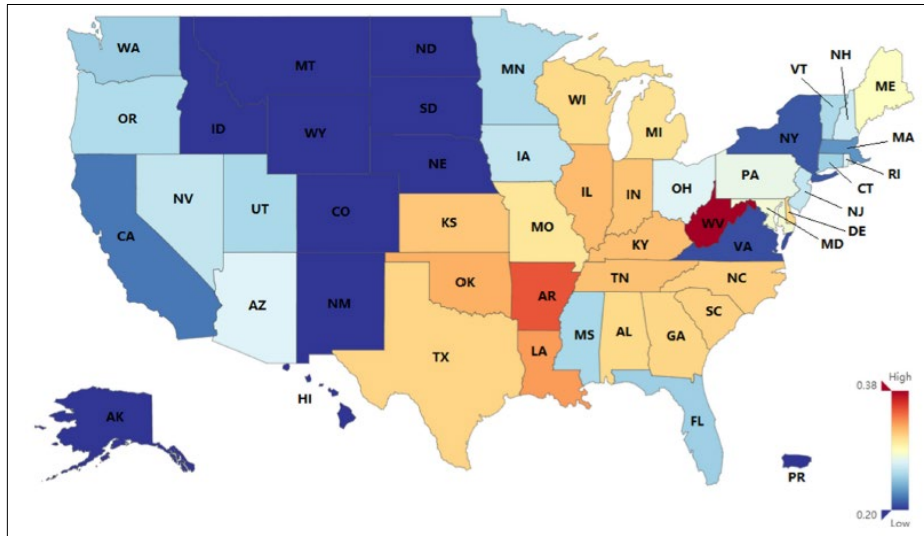 WA
MT
ND
MN
VT
NH
ME
OR
ID
WY
SD
WI
MI
NY
MA
RI
CT
NJ
DE
MD
NE
IA
PA
NV
UT
CO
IL
IN
OH
CA
KS
MO
WV
VA
KY
AZ
NM
OK
AR
TN
NC
SC
TX
LA
MS
AL
GA
FL
AK
HI
PR
High
0.38
0.20
Low